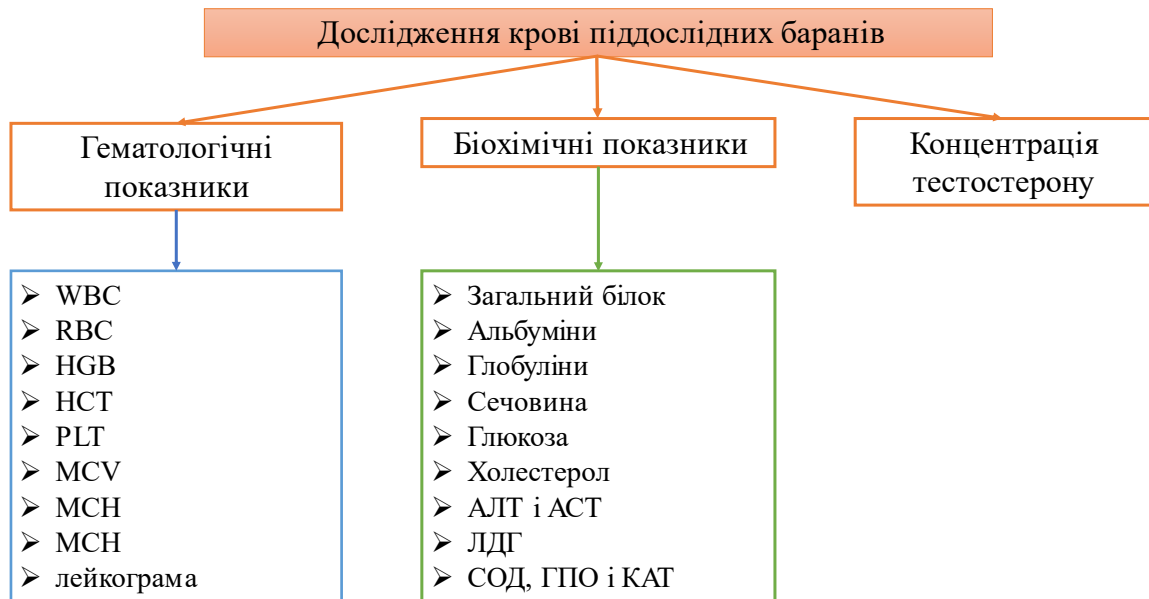 Дослідження крові піддослідних баранів
Гематологічні
показники
Біохімічні показники
Концентрація
тестостерону
WBC
RBC
HGB
HCT
PLT
MCV
MCH
MCH
лейкограма
Загальний білок
Альбуміни
Глобуліни
Сечовина
Глюкоза
Холестерол
АЛТ і АСТ
ЛДГ
СОД, ГПО і КАТ